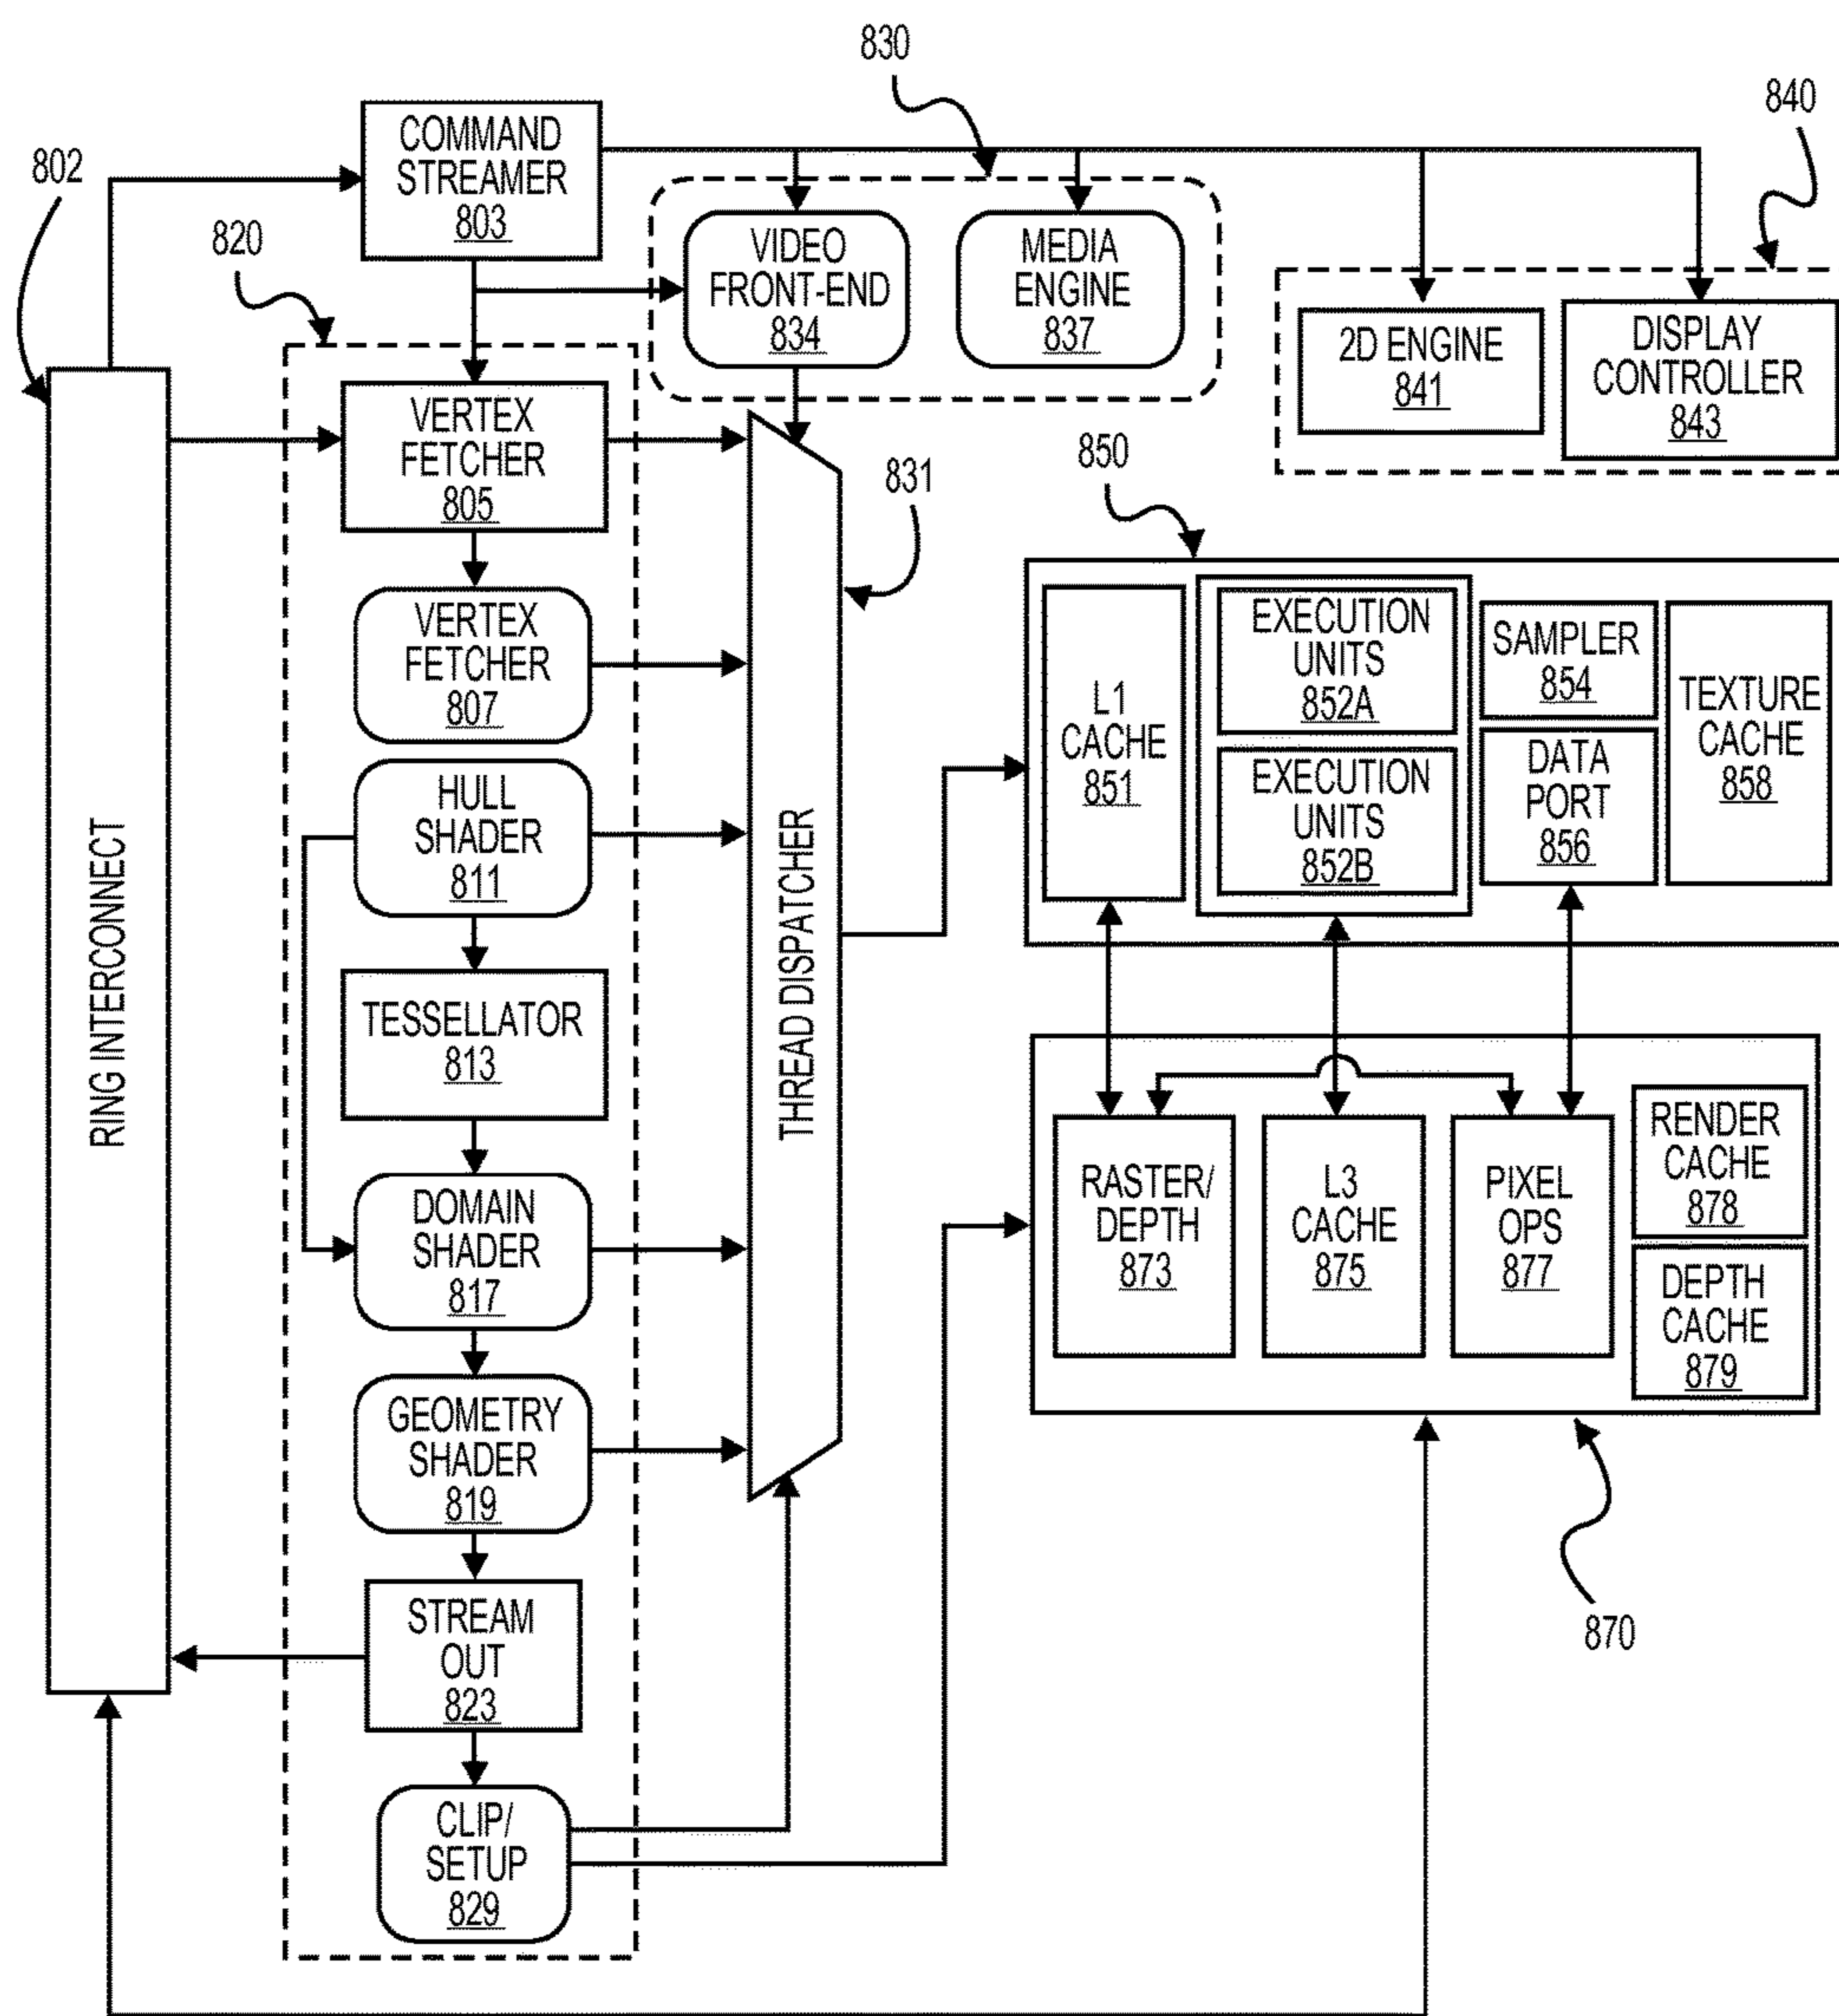 830
840
802
COMMAND
STREAMER
803
820
VIDEO
FRONT-END
834
MEDIA
ENGINE
837
2D ENGINE
841
DISPLAY
CONTROLLER
843
VERTEX
FETCHER
805
850
831
VERTEX
FETCHER
807
L1
CACHE
851
EXECUTION
UNITS
852A
EXECUTION
UNITS
852B
SAMPLER
854
DATA
PORT
856
TEXTURE
CACHE
858
HULL
SHADER
811
RING INTERCONNECT
THREAD DISPATCHER
TESSELLATOR
813
DOMAIN
SHADER
817
RASTER/
DEPTH
873
L3
CACHE
875
PIXEL
OPS
877
RENDER
CACHE
878
DEPTH
CACHE
879
GEOMETRY
SHADER
819
STREAM
OUT
823
870
CLIP/
SETUP
829